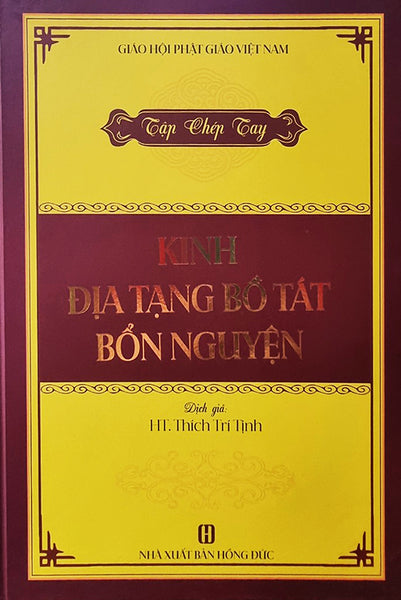 GIÁO HỘI PHẬT GIÁO VIỆT NAM
Tập Chép Tay
KINH
ĐỊA TẠNG BỒ TÁT
BỔN NGUYỆN
Dịch giả:
HT. Thích Trí Tịnh
NHÀ XUẤT BẢN HỒNG ĐỨC